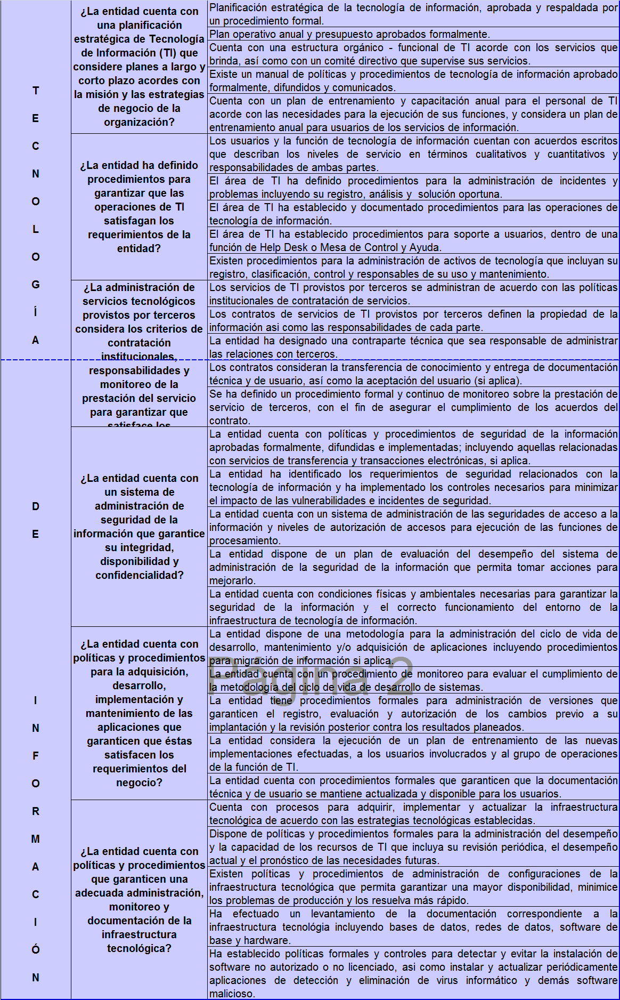 T
E
C
N
O
L
O
G
Í
A
D
E
I
N
F
O
R
M
A
C
I
Ó
N
¿La entidad cuenta con
una planificación
estratégica de Tecnología
de Información (TI) que
considere planes a largo y
corto plazo acordes con
la misión y las estrategias
de negocio de la
organización?
Planificación estratégica de la tecnología de información, aprobada y respaldada por
un procedimiento formal.
Plan operativo anual y presupuesto aprobados formalmente.
Cuenta con una estructura orgánico - funcional de TI acorde con los servicios que
brinda, así como con un comité directivo que supervise sus servicios.
Existe un manual de políticas y procedimientos de tecnología de información aprobado
formalmente, difundidos y comunicados.
Cuenta con un plan de entrenamiento y capacitación anual para el personal de TI
acorde con las necesidades para la ejecución de sus funciones, y considera un plan de
entrenamiento anual para usuarios de los servicios de información.
¿La entidad ha definido
procedimientos para
garantizar que las
operaciones de TI
satisfagan los
requerimientos de la
entidad?
Los usuarios y la función de tecnología de información cuentan con acuerdos escritos
que describan los niveles de servicio en términos cualitativos y cuantitativos y
responsabilidades de ambas partes.
El área de TI ha definido procedimientos para la administración de incidentes y
problemas incluyendo su registro, análisis y  solución oportuna.
El área de TI ha establecido y documentado procedimientos para las operaciones de
tecnología de información.
El área de TI ha establecido procedimientos para soporte a usuarios, dentro de una
función de Help Desk o Mesa de Control y Ayuda.
Existen procedimientos para la administración de activos de tecnología que incluyan su
registro, clasificación, control y responsables de su uso y mantenimiento.
¿La administración de
servicios tecnológicos
provistos por terceros
considera los criterios de
contratación
institucionales,
responsabilidades y
monitoreo de la
prestación del servicio
para garantizar que
satisface los
Los servicios de TI provistos por terceros se administran de acuerdo con las políticas
institucionales de contratación de servicios.
Los contratos de servicios de TI provistos por terceros definen la propiedad de la
información asi como las responsabilidades de cada parte.
La entidad ha designado una contraparte técnica que sea responsable de administrar
las relaciones con terceros.
Los contratos consideran la transferencia de conocimiento y entrega de documentación
técnica y de usuario, así como la aceptación del usuario (si aplica).
Se ha definido un procedimiento formal y continuo de monitoreo sobre la prestación de
servicio de terceros, con el fin de asegurar el cumplimiento de los acuerdos del
contrato.
¿La entidad cuenta con
un sistema de
administración de
seguridad de la
información que garantice
su integridad,
disponibilidad y
confidencialidad?
La entidad cuenta con políticas y procedimientos de seguridad de la información
aprobadas formalmente, difundidas e implementadas; incluyendo aquellas relacionadas
con servicios de transferencia y transacciones electrónicas, si aplica.
La entidad ha identificado los requerimientos de seguridad relacionados con la
tecnología de información y ha implementado los controles necesarios para minimizar
el impacto de las vulnerabilidades e incidentes de seguridad.
La entidad cuenta con un sistema de administración de las seguridades de acceso a la
información y niveles de autorización de accesos para ejecución de las funciones de
procesamiento.
La entidad dispone de un plan de evaluación del desempeño del sistema de
administración de la seguridad de la información que permita tomar acciones para
mejorarlo.
La entidad cuenta con condiciones físicas y ambientales necesarias para garantizar la
seguridad de la información y  el correcto funcionamiento del entorno de la
infraestructura de tecnología de información.
¿La entidad cuenta con
políticas y procedimientos
para la adquisición,
desarrollo,
implementación y
mantenimiento de las
aplicaciones que
garanticen que éstas
satisfacen los
requerimientos del
negocio?
La entidad dispone de una metodología para la administración del ciclo de vida de
desarrollo, mantenimiento y/o adquisición de aplicaciones incluyendo procedimientos
para migración de información si aplica.
La entidad cuenta con un procedimiento de monitoreo para evaluar el cumplimiento de
la metodología del ciclo de vida de desarrollo de sistemas.
Página 2
La entidad tiene procedimientos formales para administración de versiones que
garanticen el registro, evaluación y autorización de los cambios previo a su
implantación y la revisión posterior contra los resultados planeados.
La entidad considera la ejecución de un plan de entrenamiento de las nuevas
implementaciones efectuadas, a los usuarios involucrados y al grupo de operaciones
de la función de TI.
La entidad cuenta con procedimientos formales que garanticen que la documentación
técnica y de usuario se mantiene actualizada y disponible para los usuarios.
¿La entidad cuenta con
políticas y procedimientos
que garanticen una
adecuada administración,
monitoreo y
documentación de la
infraestructura
tecnológica?
Cuenta con procesos para adquirir, implementar y actualizar la infraestructura
tecnológica de acuerdo con las estrategias tecnológicas establecidas.
Dispone de políticas y procedimientos formales para la administración del desempeño
y la capacidad de los recursos de TI que incluya su revisión periódica, el desempeño
actual y el pronóstico de las necesidades futuras.
Existen políticas y procedimientos de administración de configuraciones de la
infraestructura tecnológica que permita garantizar una mayor disponibilidad, minimice
los problemas de producción y los resuelva más rápido.
Ha efectuado un levantamiento de la documentación correspondiente a la
infraestructura tecnológia incluyendo bases de datos, redes de datos, software de
base y hardware.
Ha establecido políticas formales y controles para detectar y evitar la instalación de
software no autorizado o no licenciado, asi como instalar y actualizar periódicamente
aplicaciones de detección y eliminación de virus informático y demás software
malicioso.